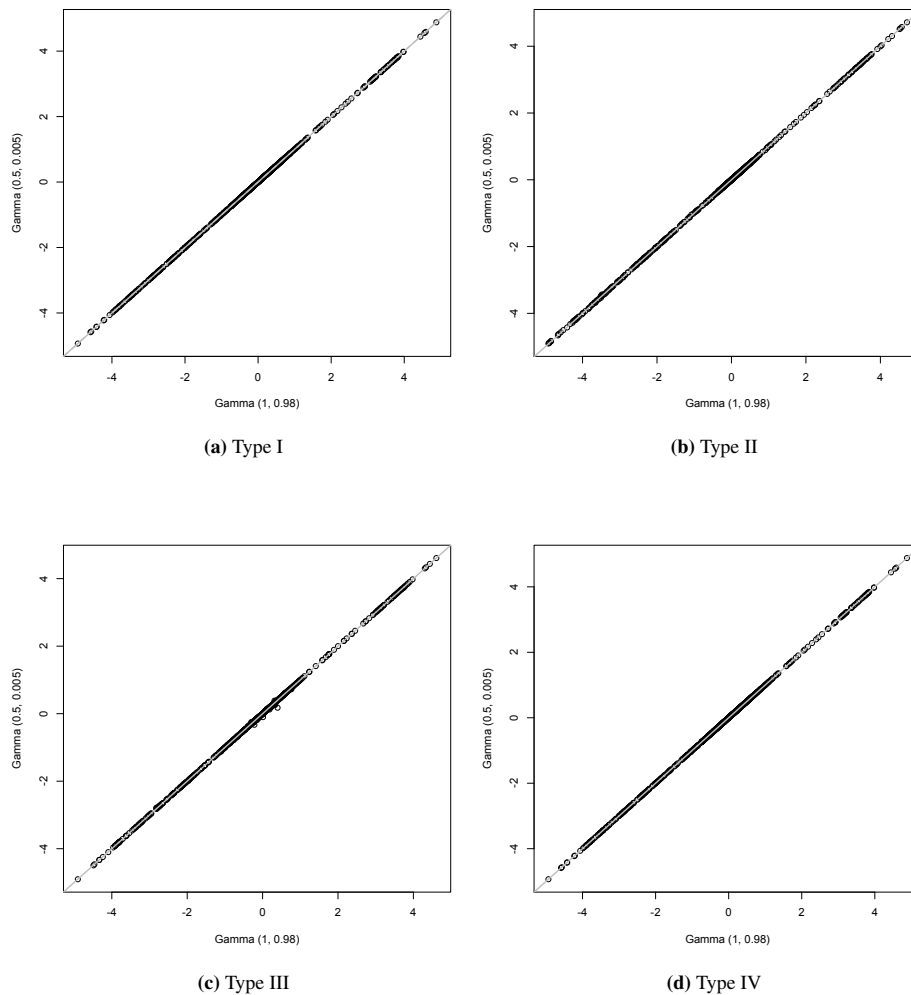 4
2
0
-2
-4
Gamma (0.5, 0.005)
-4 -2 0 2 4
Gamma (1, 0.98)
(a) Type I
4
2
0
-2
-4
Gamma (0.5, 0.005)
-4 -2 0 2 4
Gamma (1, 0.98)
(b) Type II
4
2
0
-2
-4
Gamma (0.5, 0.005)
-4 -2 0 2 4
Gamma (1, 0.98)
(c) Type III
4
2
0
-2
-4
Gamma (0.5, 0.005)
-4 -2 0 2 4
Gamma (1, 0.98)
(d) Type IV